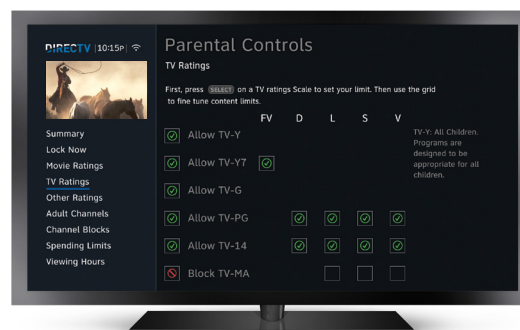 DIRECTV | 10:15P |
Parental Controls
TV Ratings
First, press SELECT on a TV ratings Scale to set your limit. Then use the grid
to fine tune content limits.
FV D L S V
Summary
Lock Now
Movie Ratings
TV Ratings
Other Ratings
Adult Channels
Channel Blocks
Spending Limits
Viewing Hours
Allow TV-Y
Allow TV-Y7
Allow TV-G
Allow TV-PG
Allow TV-14
Block TV-MA
TV-Y: All Children.
Programs are
designed to be
appropriate for all
children.